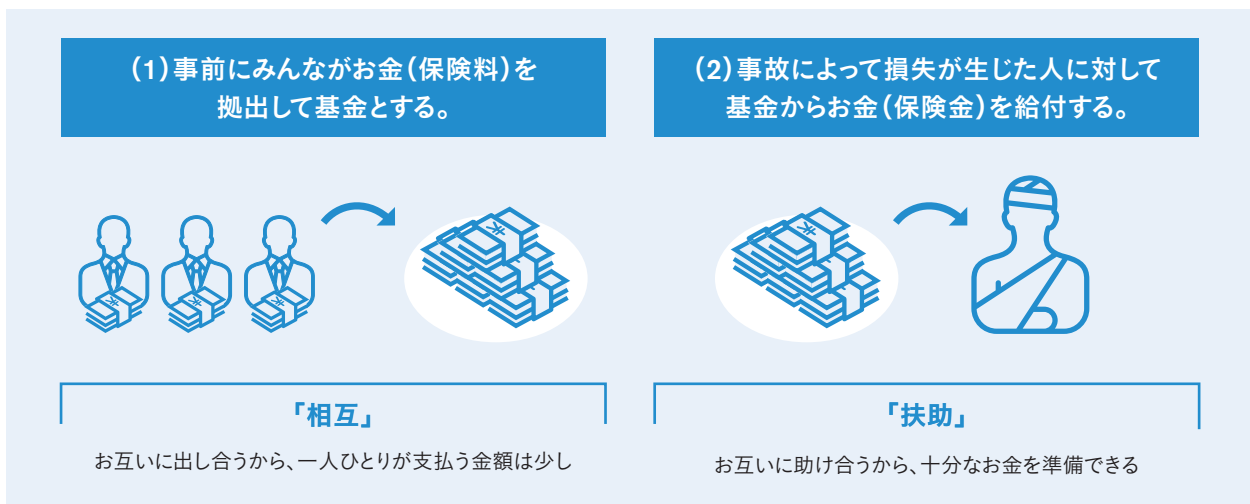 (1)事前にみんながお金(保険料)を
拠出して基金とする。
(2)事故によって損失が生じた人に対して
基金からお金(保険金)を給付する。
「相互」
お互いに出し合うから、一人ひとりが支払う金額は少し
「扶助」
お互いに助け合うから、十分なお金を準備できる